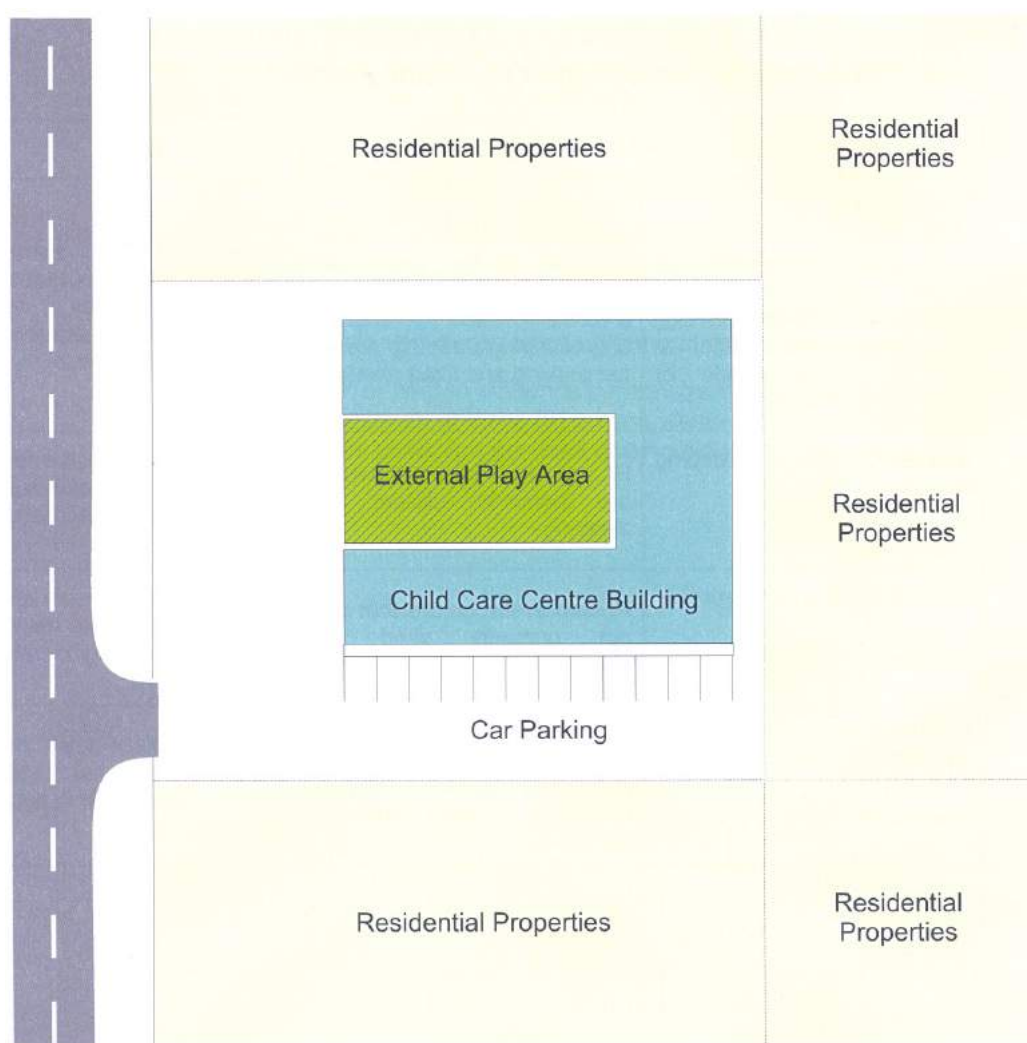 Residential Properties
Residential
Properties
External Play Area
Residential
Properties
Child Care Centre Building
Car Parking
Residential Properties
Residential
Properties